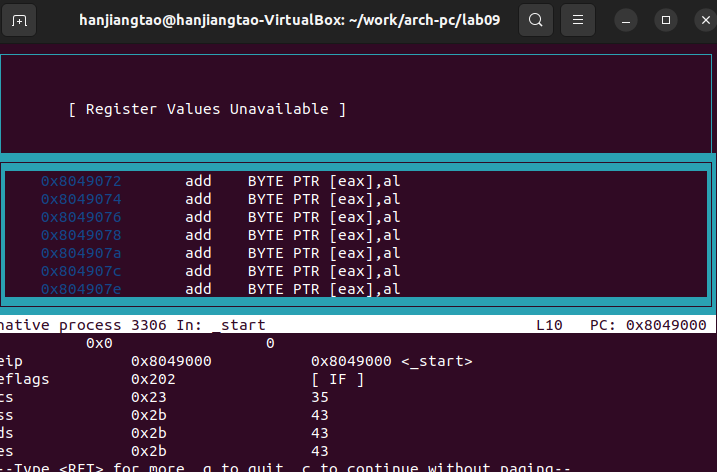 hanjiangtao@hanjiangtao-VirtualBox: ~/work/arch-pc/lab09
[ Register Values Unavailable ]
0x8049072 add BYTE PTR [eax],al
0x8049074 add BYTE PTR [eax],al
0x8049076 add BYTE PTR [eax],al
0x8049078 add BYTE PTR [eax],al
0x804907a add BYTE PTR [eax],al
0x804907c add BYTE PTR [eax],al
0x804907e add BYTE PTR [eax],al
native process 3306 In: _start L10 PC: 0x8049000
0x0 0
eip 0x8049000 0x8049000 <_start>
eflags 0x202 [ IF ]
cs 0x23 35
ss 0x2b 43
ds 0x2b 43
es 0x2b 43
--Type <RET> for more, q to quit, c to continue without paging--